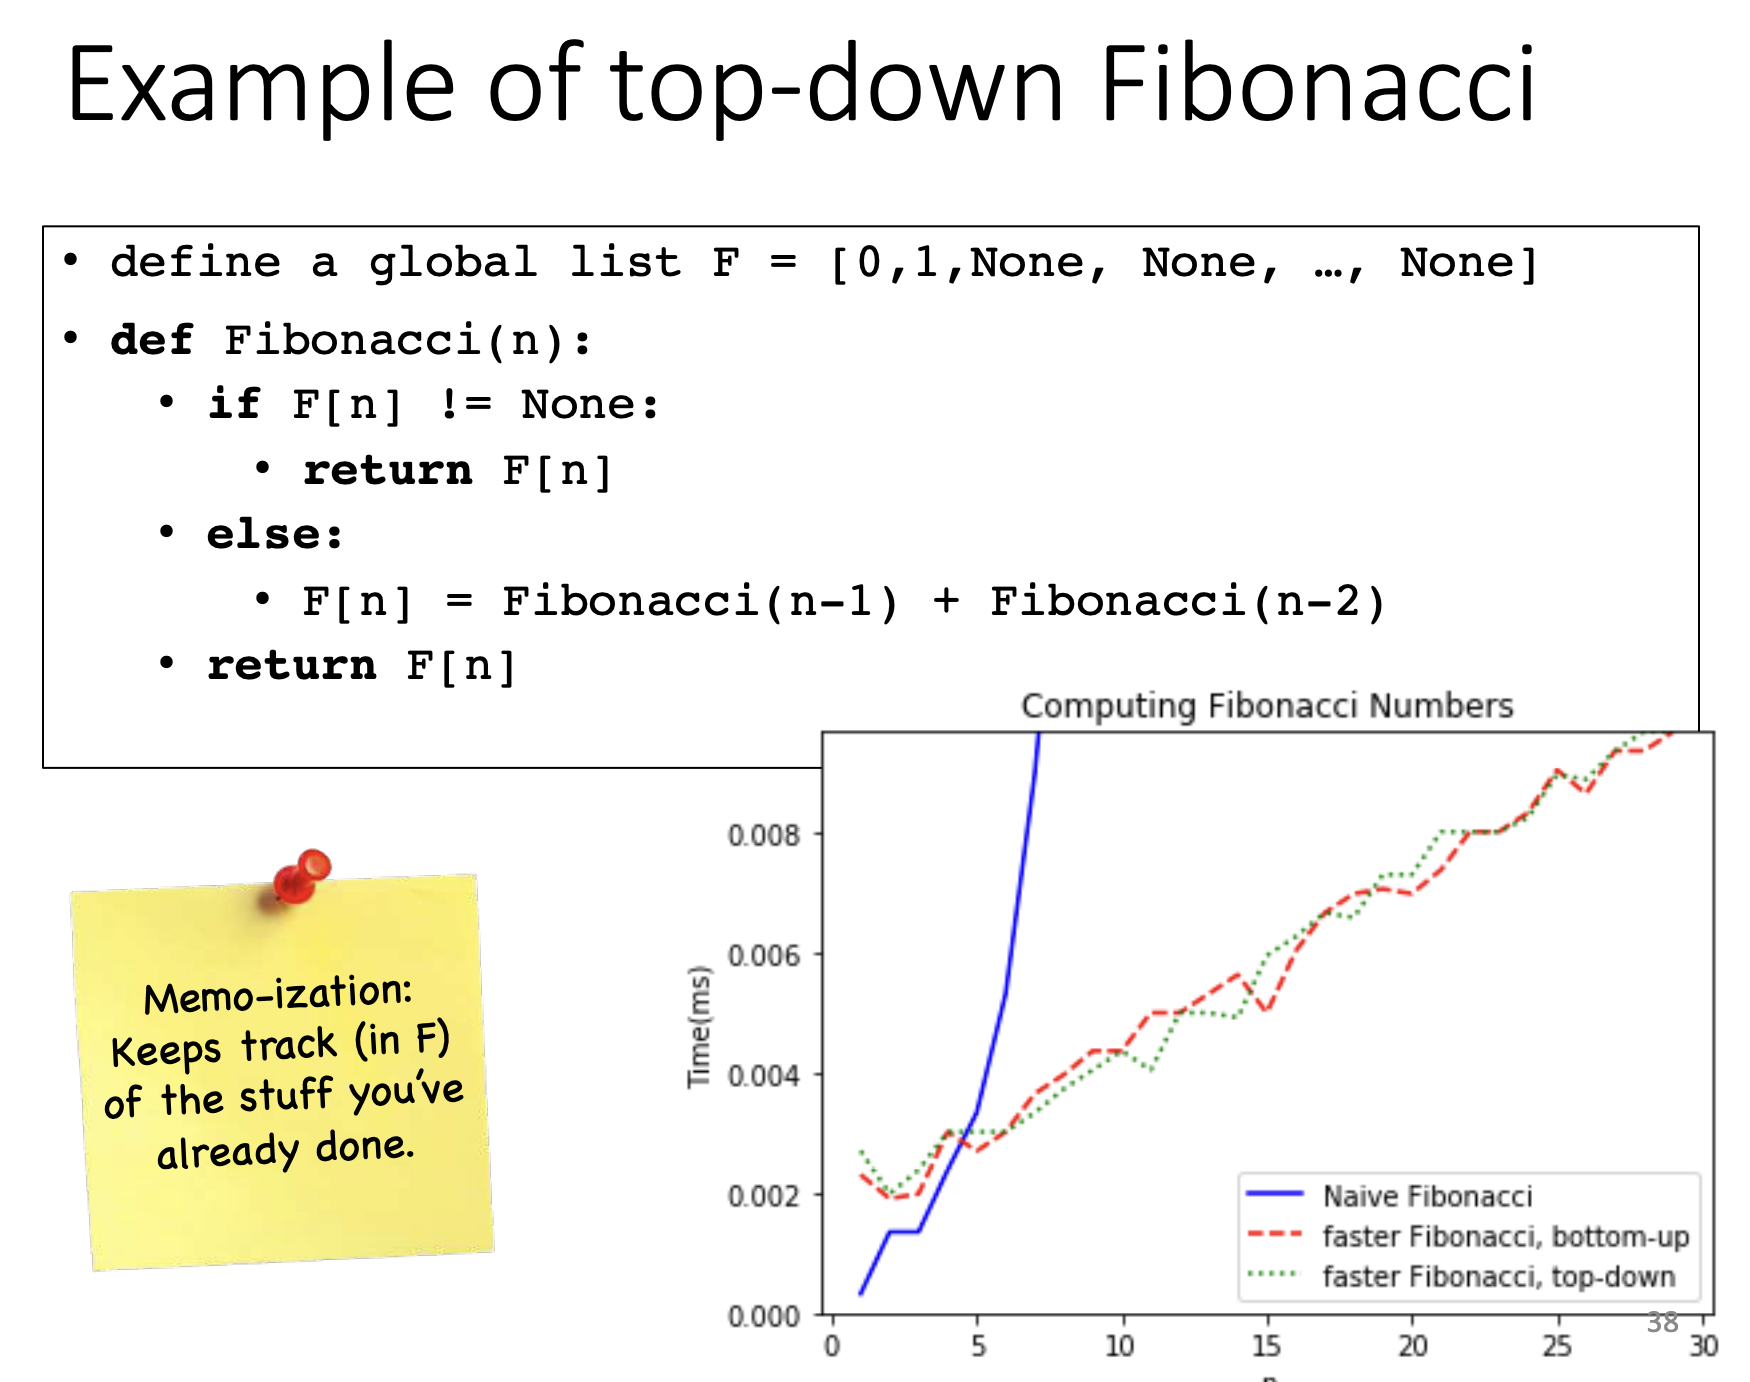 Example of top-down Fibonacci
• define a global list F = [0,1,None, None, …, None]
• def Fibonacci(n):
• if F[n] != None:
• return F[n]
• else:
• F[n] = Fibonacci(n-1) + Fibonacci(n-2)
• return F[n]
Memo-ization:
Keeps track (in F)
of the stuff you've
already done.
Computing Fibonacci Numbers
Time(ms)
0.008
0.006
0.004
0.002
0.000
0 5 10 15 20 25 30
Naive Fibonacci
faster Fibonacci, bottom-up
faster Fibonacci, top-down
38